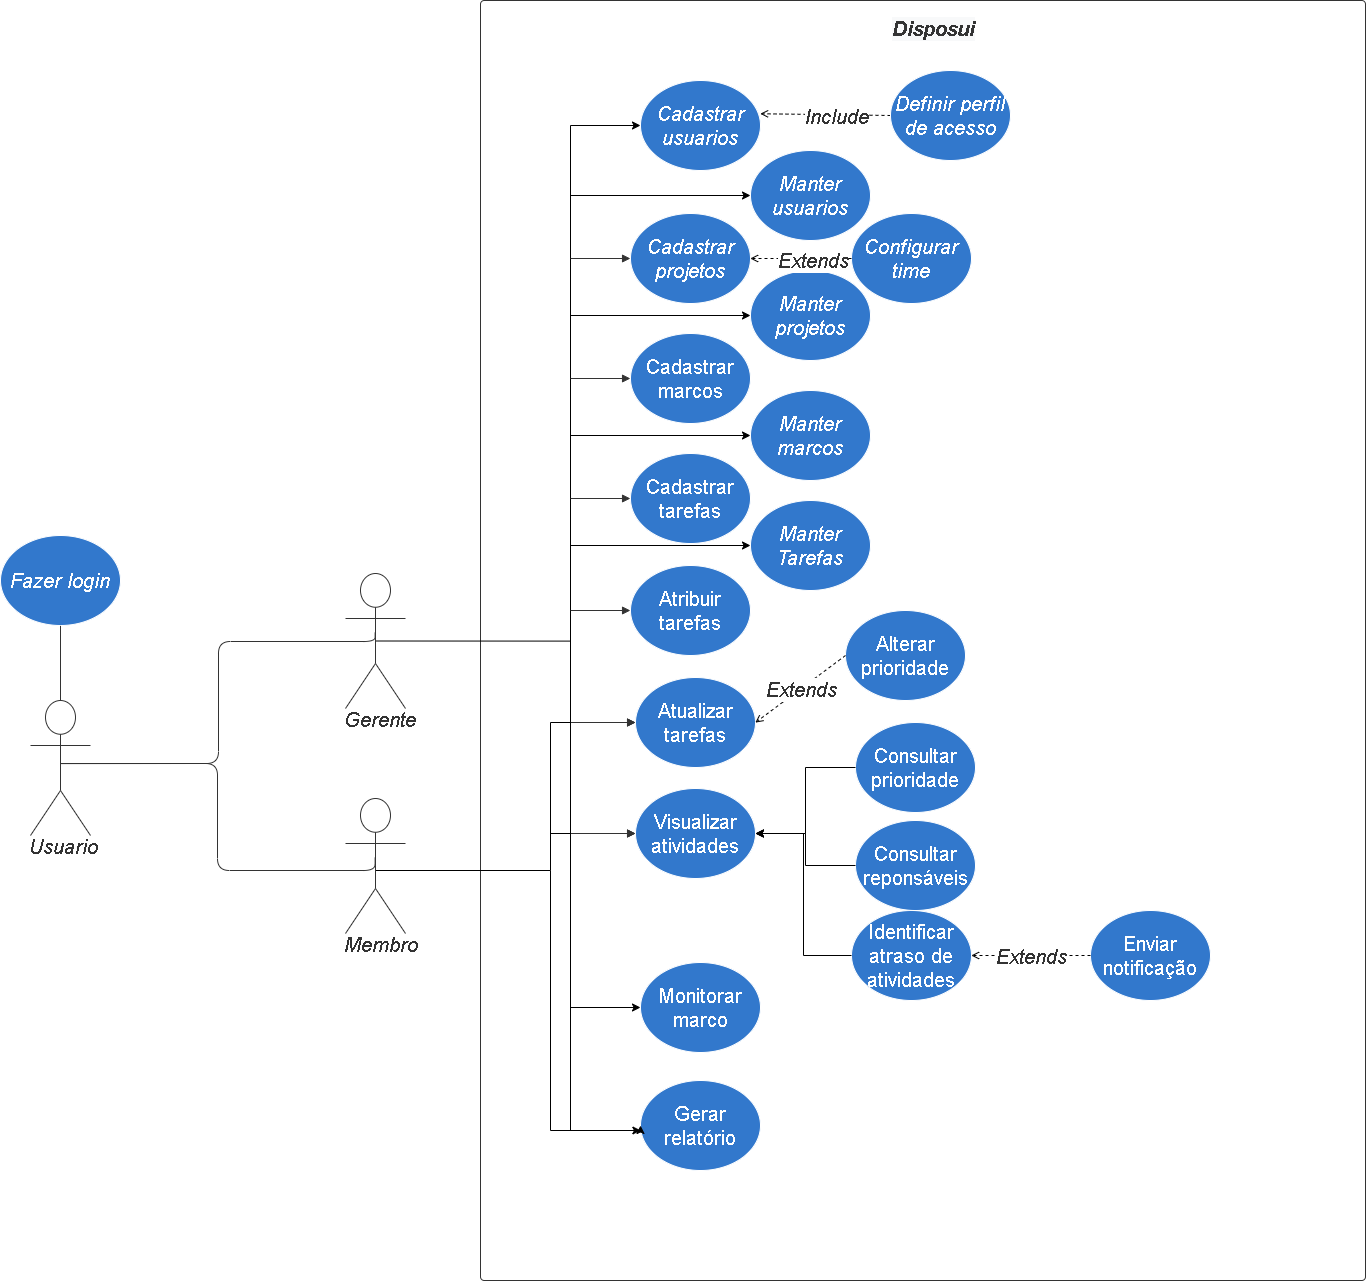 Disposui
Cadastrar
usuarios
Include
Definir perfil
de acesso
Manter
usuarios
Cadastrar
projetos
Extends
Configurar
time
Manter
projetos
Cadastrar
marcos
Manter
marcos
Cadastrar
tarefas
Manter
Tarefas
Fazer login
Atribuir
tarefas
Gerente
Alterar
prioridade
Extends
Atualizar
tarefas
Consultar
prioridade
Usuario
Visualizar
atividades
Consultar
reponsáveis
Membro
Identificar
atraso de
atividades
Extends
Enviar
notificação
Monitorar
marco
Gerar
relatório